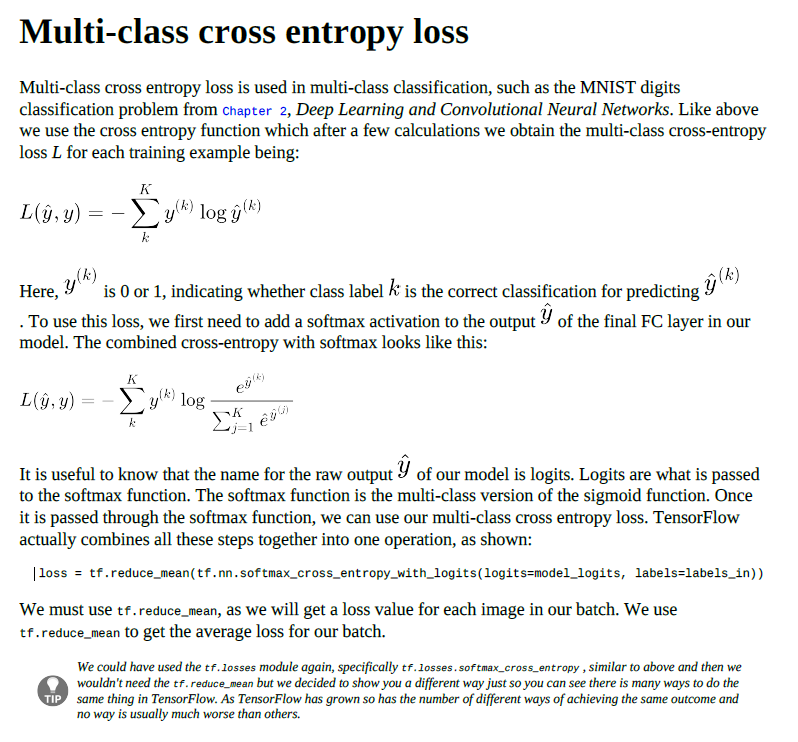 Multi-class cross entropy loss
Multi-class cross entropy loss is used in multi-class classification, such as the MNIST digits
classification problem from Chapter 2, Deep Learning and Convolutional Neural Networks. Like above
we use the cross entropy function which after a few calculations we obtain the multi-class cross-entropy
loss L for each training example being:
L(ŷ, y) = − ∑_k^K y^(k) log ŷ^(k)
Here, y^(k) is 0 or 1, indicating whether class label k is the correct classification for predicting ŷ^(k)
. To use this loss, we first need to add a softmax activation to the output ŷ of the final FC layer in our
model. The combined cross-entropy with softmax looks like this:
L(ŷ, y) = − ∑_k^K y^(k) log e^ŷ^(k) / ∑_{j=1}^K ê^ŷ^(j)
It is useful to know that the name for the raw output ŷ of our model is logits. Logits are what is passed
to the softmax function. The softmax function is the multi-class version of the sigmoid function. Once
it is passed through the softmax function, we can use our multi-class cross entropy loss. TensorFlow
actually combines all these steps together into one operation, as shown:
loss = tf.reduce_mean(tf.nn.softmax_cross_entropy_with_logits(logits=model_logits, labels=labels_in))
We must use tf.reduce_mean, as we will get a loss value for each image in our batch. We use
tf.reduce_mean to get the average loss for our batch.
We could have used the tf.losses module again, specifically tf.losses.softmax_cross_entropy , similar to above and then we
wouldn't need the tf.reduce_mean but we decided to show you a different way just so you can see there is many ways to do the
same thing in TensorFlow. As TensorFlow has grown so has the number of different ways of achieving the same outcome and
no way is usually much worse than others.
TIP